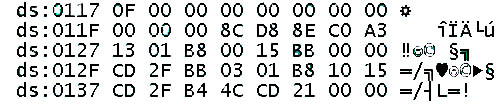 ds:0117 0F 00 00 00 00 00 00 00 ☼
ds:011F 00 00 00 8C D8 8E C0 A3    îÏÄ└ú
ds:0127 13 01 B8 00 15 BB 00 00 ‼☺© §╗
ds:012F CD 2F BB 03 01 B8 10 15 ═/╗♥☺©►§
ds:0137 CD 2F B4 4C CD 21 00 00 ═/┤L═!